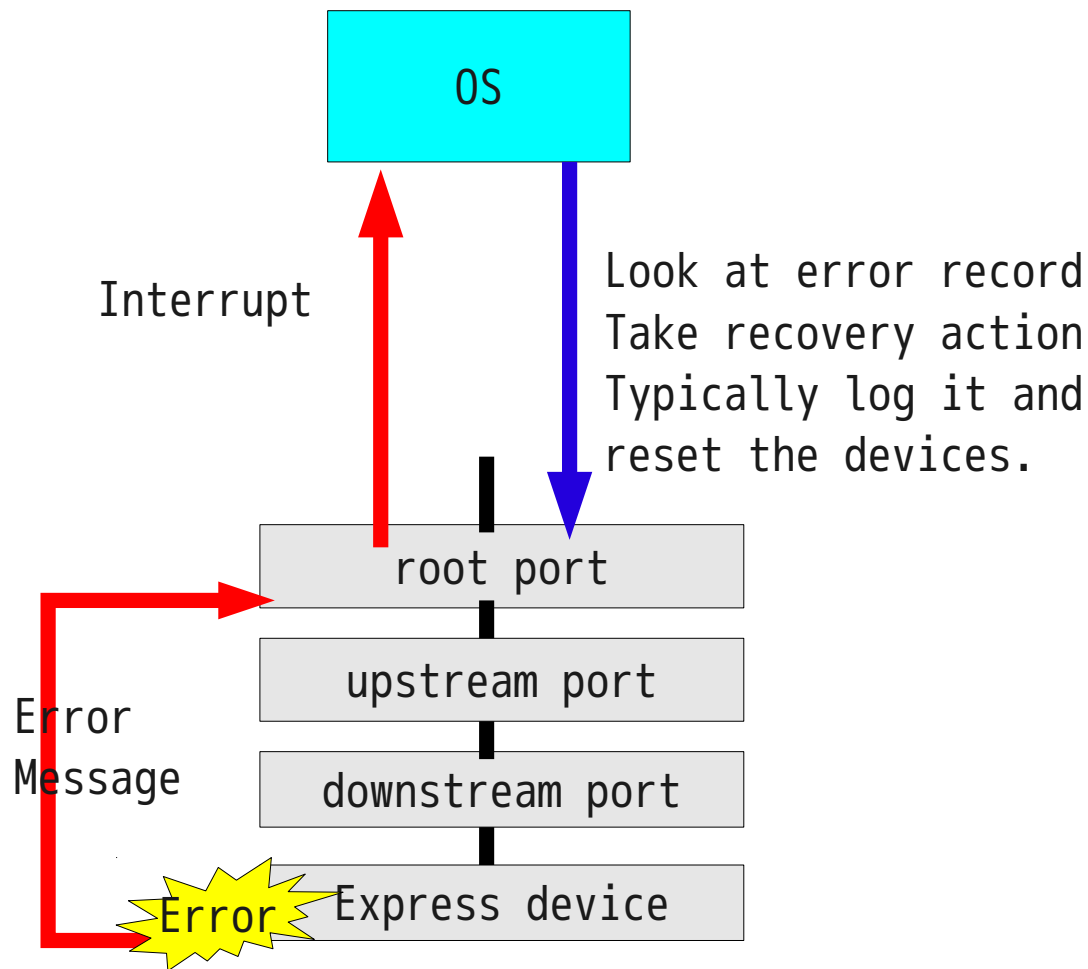 OS
Interrupt
Look at error record
Take recovery action
Typically log it and
reset the devices.
root port
upstream port
Error
Message
downstream port
Error
Express device